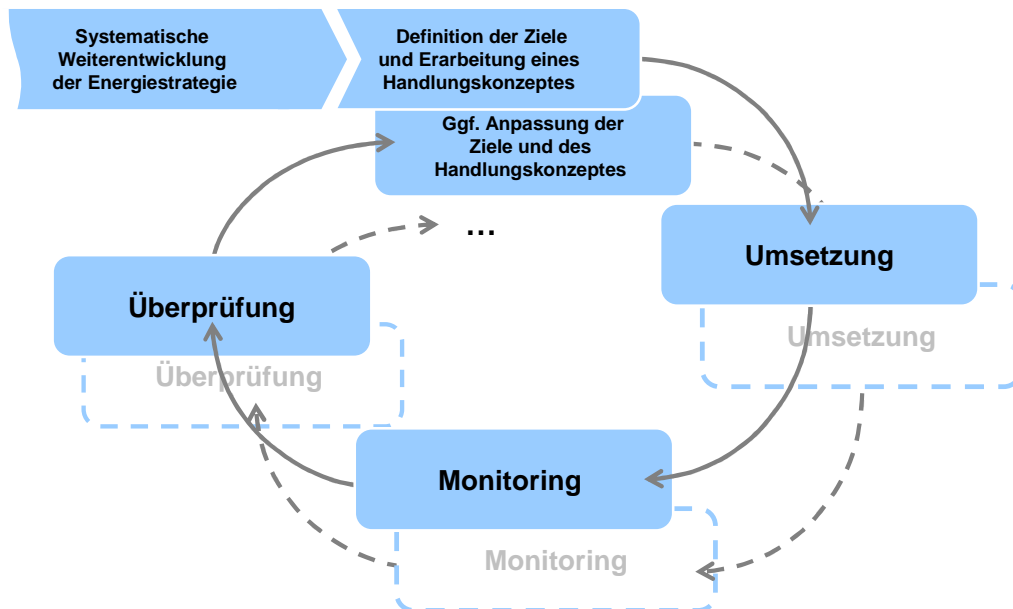 Systematische
Weiterentwicklung
der Energiestrategie
Definition der Ziele
und Erarbeitung eines
Handlungskonzeptes
Ggf. Anpassung der
Ziele und des
Handlungskonzeptes
...
Umsetzung
Umsetzung
Überprüfung
Überprüfung
Monitoring
Monitoring